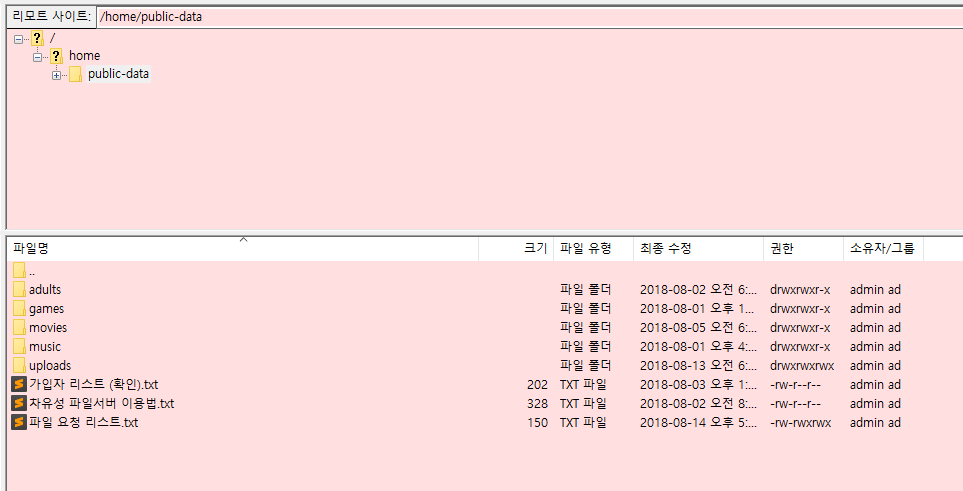 리모트 사이트: /home/public-data
? /
? home
public-data
파일명 크기 파일 유형 최종 수정 권한 소유자/그룹
..
adults 파일 폴더 2018-08-02 오전 6:... drwxrwxr-x admin ad
games 파일 폴더 2018-08-01 오후 1... drwxrwxr-x admin ad
movies 파일 폴더 2018-08-05 오전 6:... drwxrwxr-x admin ad
music 파일 폴더 2018-08-01 오후 4:... drwxrwxr-x admin ad
uploads 파일 폴더 2018-08-13 오전 6:... drwxrwxrwx admin ad
가입자 리스트 (확인).txt 202 TXT 파일 2018-08-03 오후 1:... -rw-r--r-- admin ad
차유성 파일서버 이용법.txt 328 TXT 파일 2018-08-02 오전 8:... -rw-r--r-- admin ad
파일 요청 리스트.txt 150 TXT 파일 2018-08-14 오후 5:... -rw-rwxrwx admin ad